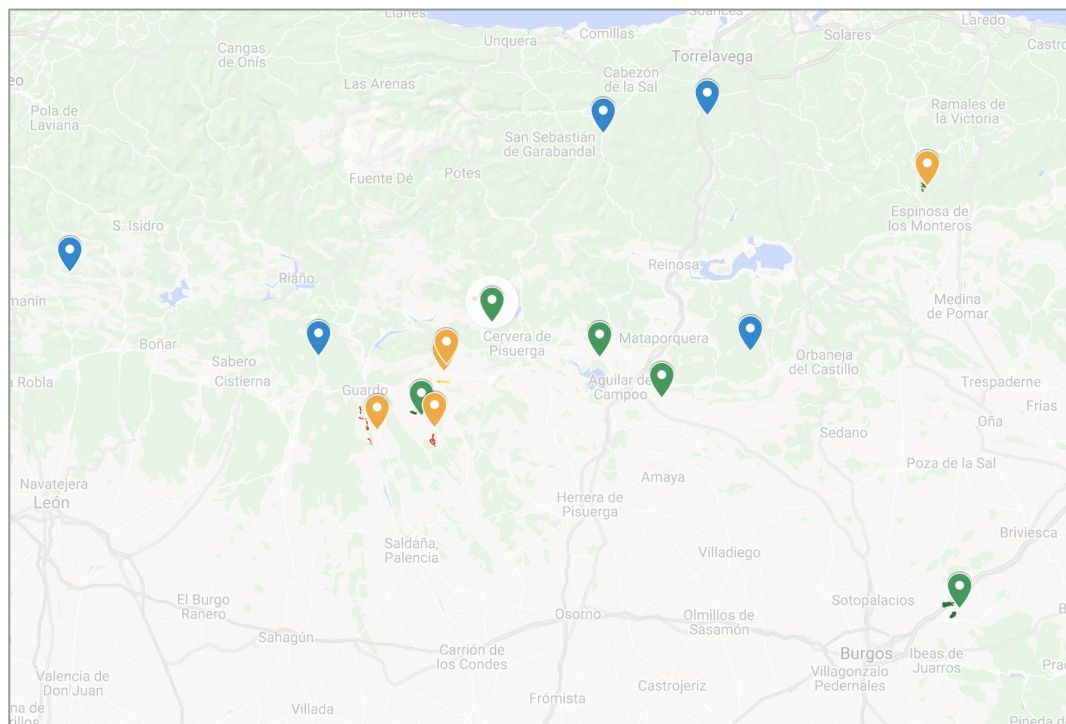 Llanes
Suances
Laredo
Unquera
Comillas
Solares
Cangas
de Onís
Torrelavega
Castro
Las Arenas
Cabezón
de la Sal
Pola de
Laviana
Ramales de
la Victoria
San Sebastián
de Garabandal
Potes
Fuente Dé
S. Isidro
Espinosa de
los Monteros
Reinosa
Riaño
manín
Medina
de Pomar
Boñar
Cervera de
Pisuerga
Mataporquera
Sabero
Orbaneja
del Castillo
a Robla
Cistierna
Guardo
Aguilar de
Campoo
Trespaderne
Frías
Oña
Sedano
Poza de la Sal
Amaya
Navatejera
León
Herrera de
Pisuerga
Briviesca
Saldaña,
Palencia
Villadiego
El Burgo
Ranero
Sotopalacios
Osorno
Olmillos de
Sasamón
Sahagún
Carrión de
los Condes
Burgos
Ibeas de
Juarros
Valencia de
Don Juan
Castrojeriz
Villagonzalo
Pedernales
Prac
Frómista
Villada
na de
rillos
Pineda d